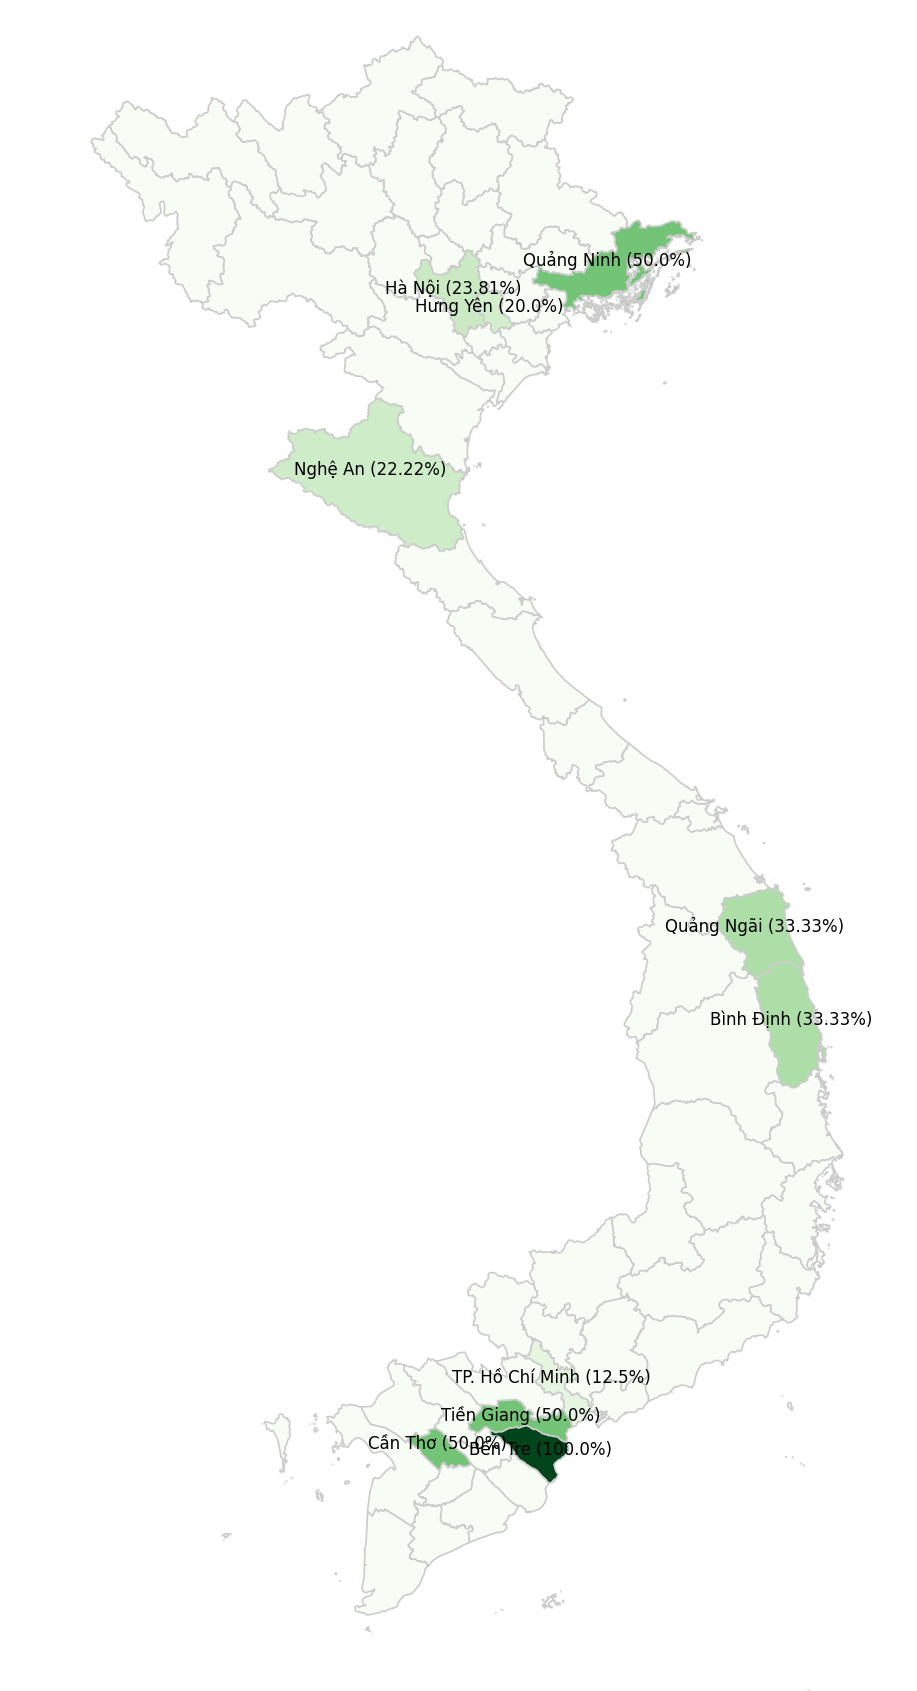 Quảng Ninh (50.0%)
Hà Nội (23.81%)
Hưng Yên (20.0%)
Nghệ An (22.22%)
Quảng Ngãi (33.33%)
Bình Định (33.33%)
TP. Hồ Chí Minh (12.5%)
Tiền Giang (50.0%)
Cần Thơ (50.0%)
Bến Tre (100.0%)